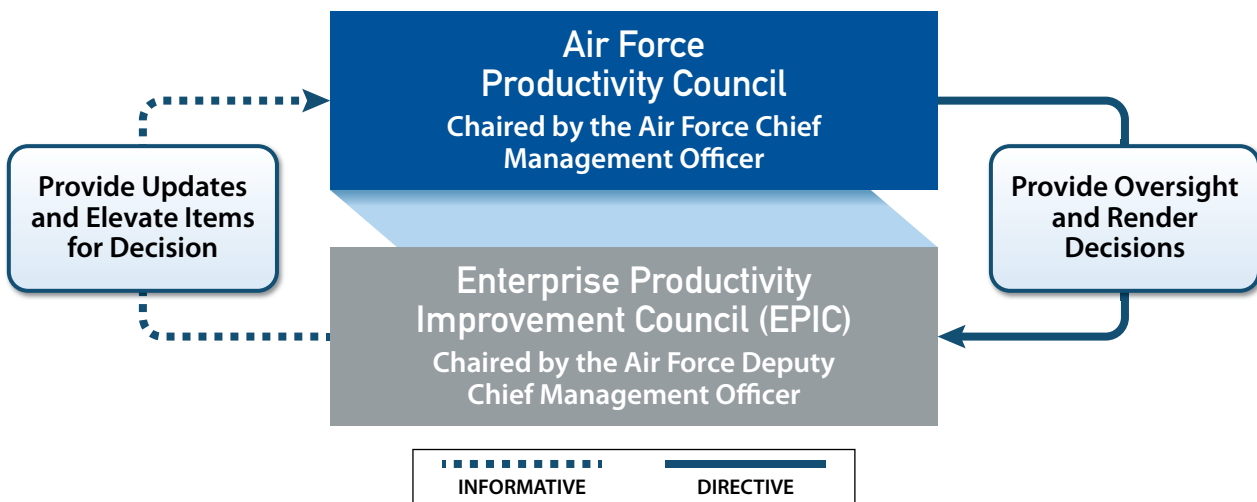 Air Force
Productivity Council
Chaired by the Air Force Chief
Management Officer
Provide Updates
and Elevate Items
for Decision
Provide Oversight
and Render
Decisions
Enterprise Productivity
Improvement Council (EPIC)
Chaired by the Air Force Deputy
Chief Management Officer
INFORMATIVE
DIRECTIVE